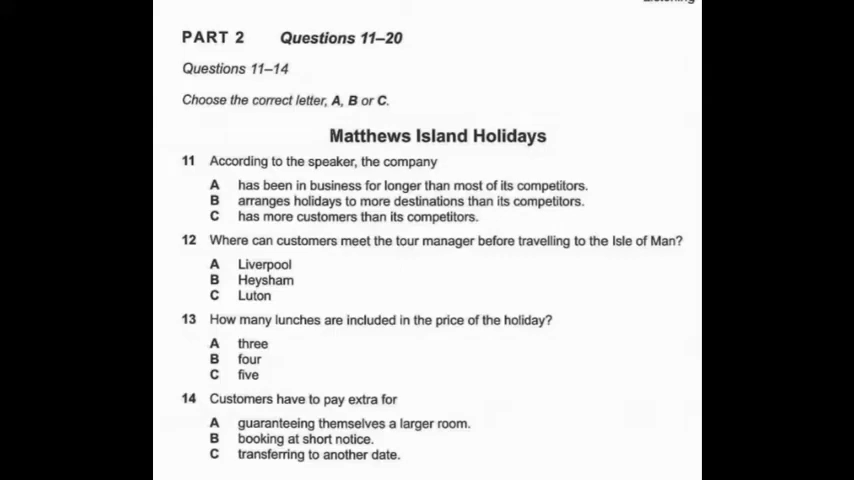 PART 2 Questions 11–20
Questions 11–14
Choose the correct letter, A, B or C.
Matthews Island Holidays
11 According to the speaker, the company
A has been in business for longer than most of its competitors.
B arranges holidays to more destinations than its competitors.
C has more customers than its competitors.
12 Where can customers meet the tour manager before travelling to the Isle of Man?
A Liverpool
B Heysham
C Luton
13 How many lunches are included in the price of the holiday?
A three
B four
C five
14 Customers have to pay extra for
A guaranteeing themselves a larger room.
B booking at short notice.
C transferring to another date.